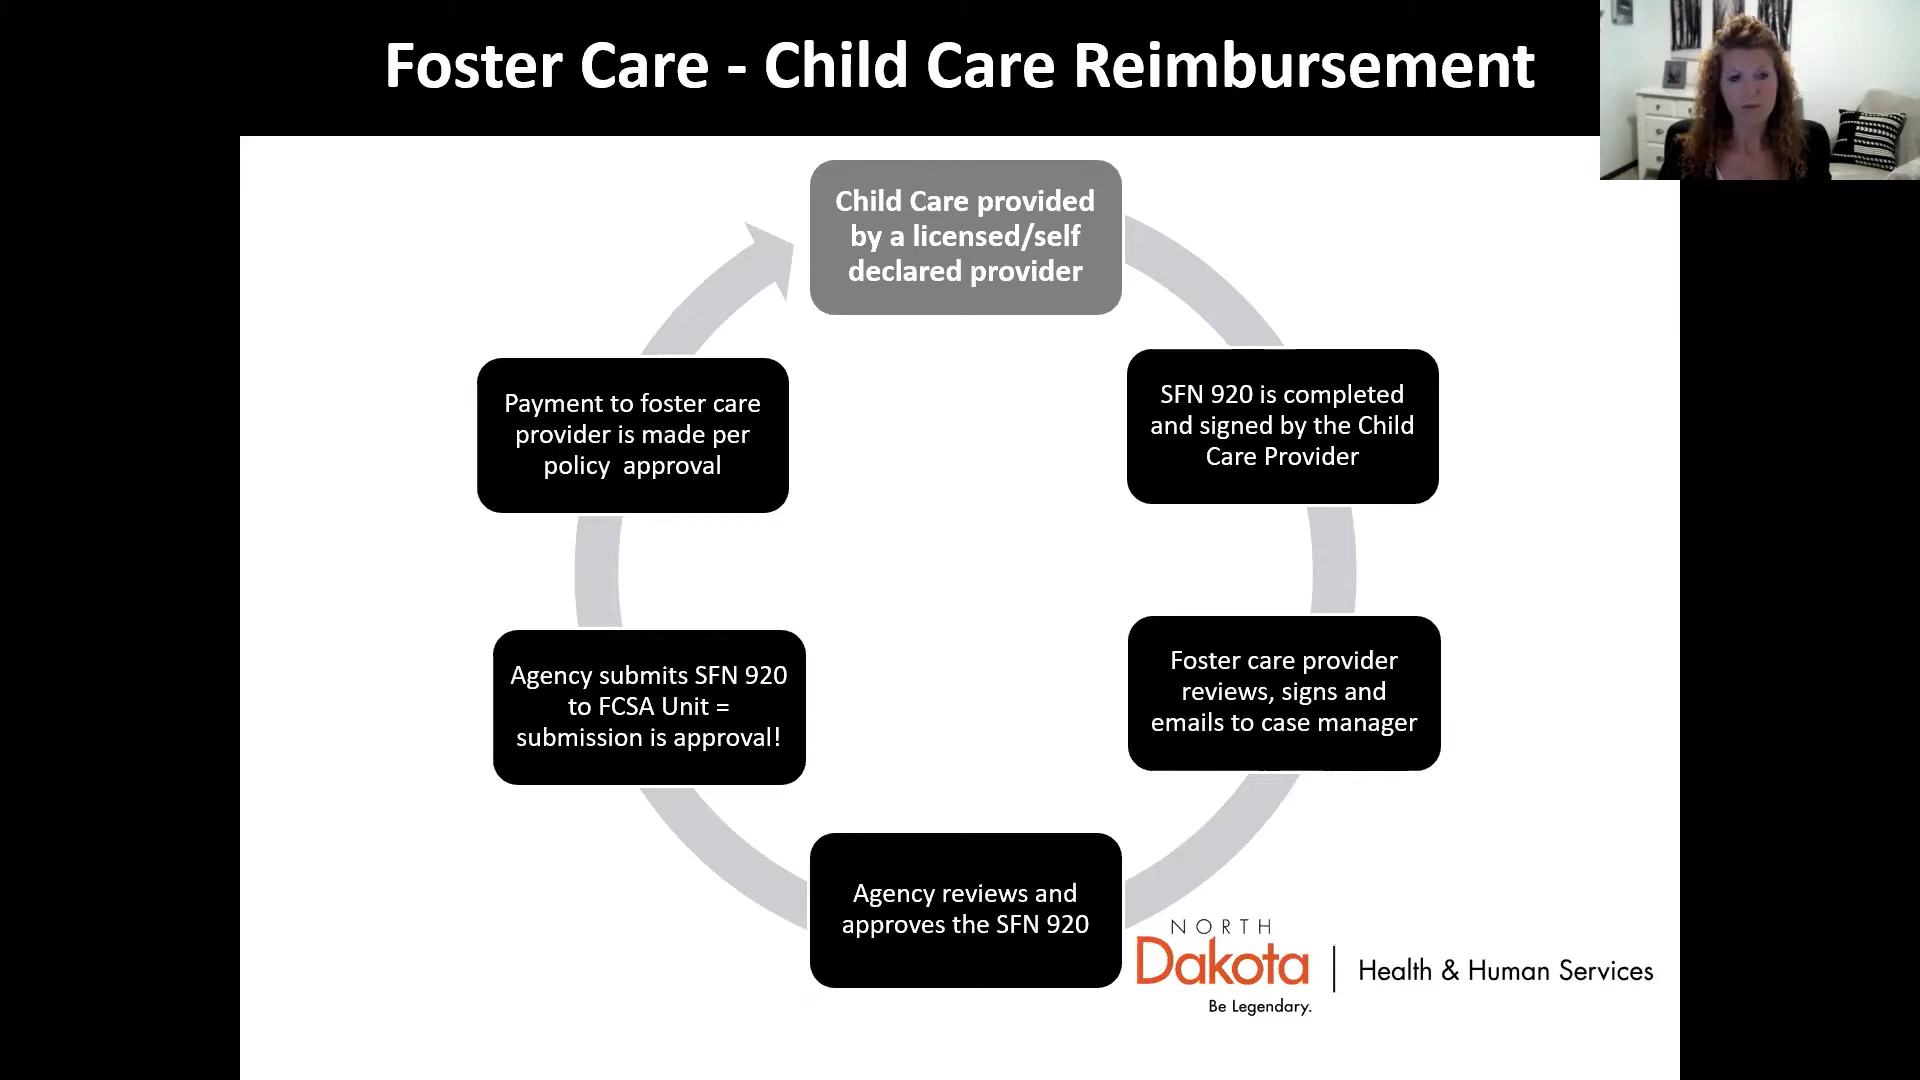 Foster Care - Child Care Reimbursement
Child Care provided
by a licensed/self
declared provider
SFN 920 is completed
and signed by the Child
Care Provider
Foster care provider
reviews, signs and
emails to case manager
Agency reviews and
approves the SFN 920
Agency submits SFN 920
to FCSA Unit =
submission is approval!
Payment to foster care
provider is made per
policy  approval
NORTH
Dakota
Be Legendary.
Health & Human Services